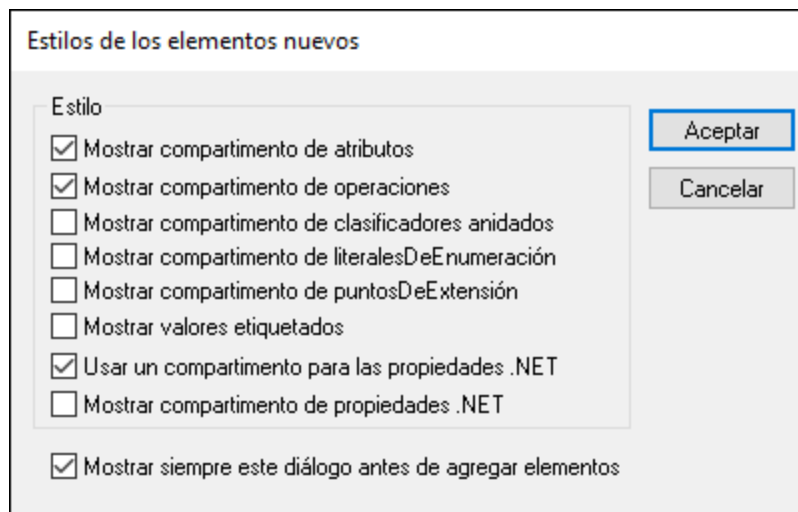 Estilos de los elementos nuevos
Estilo
Mostrar compartimento de atributos
Mostrar compartimento de operaciones
Mostrar compartimento de clasificadores anidados
Mostrar compartimento de literalesDeEnumeración
Mostrar compartimento de puntosDeExtensión
Mostrar valores etiquetados
Usar un compartimento para las propiedades .NET
Mostrar compartimento de propiedades .NET
Mostrar siempre este diálogo antes de agregar elementos
Aceptar
Cancelar